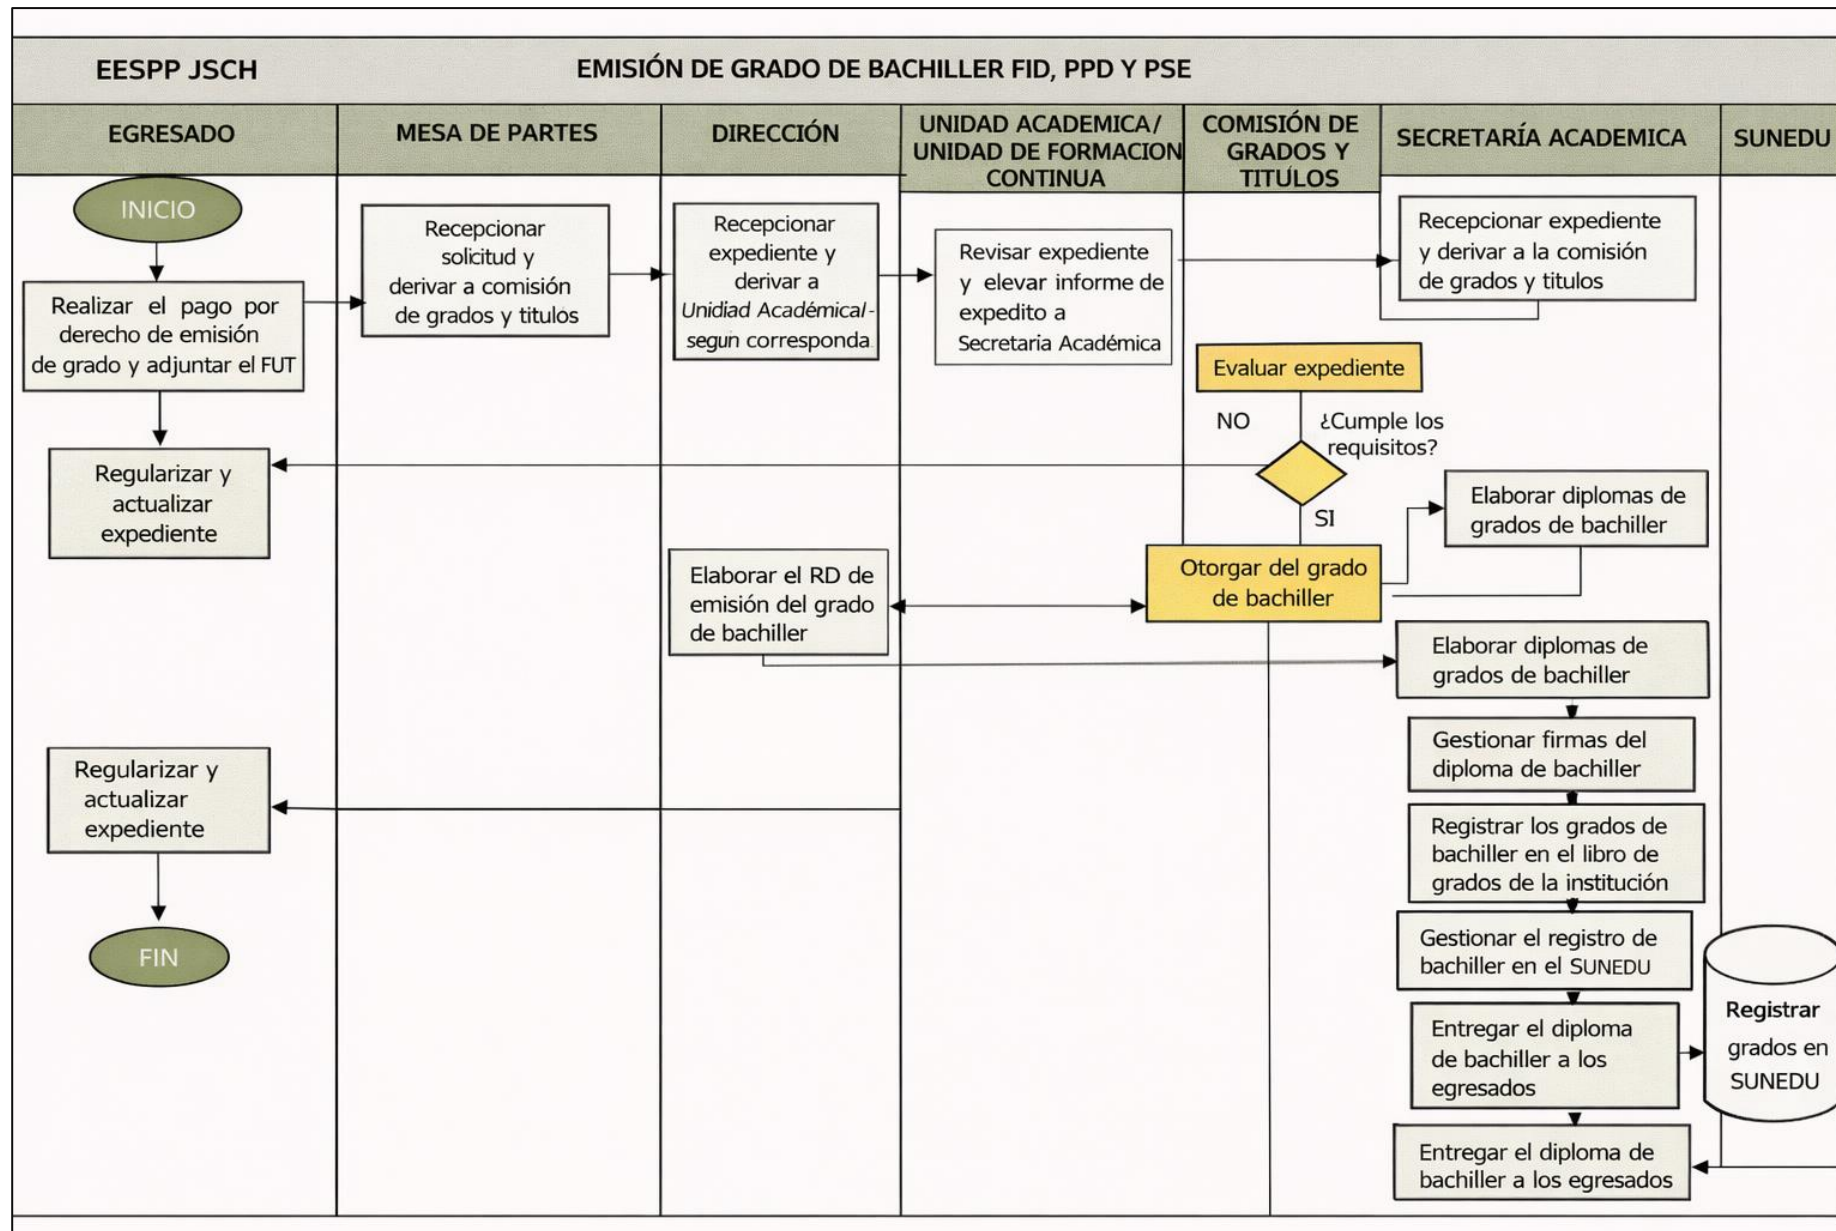 EESPP JSCH
EMISIÓN DE GRADO DE BACHILLER FID, PPD Y PSE
EGRESADO
MESA DE PARTES
DIRECCIÓN
UNIDAD ACADEMICA/
UNIDAD DE FORMACION
CONTINUA
COMISIÓN DE
GRADOS Y
TITULOS
SECRETARÍA ACADEMICA
SUNEDU
INICIO
Realizar el pago por
derecho de emisión
de grado y adjuntar el FUT
Recepcionar
solicitud y
derivar a comisión
de grados y titulos
Recepcionar
expediente y
derivar a
Unidiad Académical-
segun corresponda
Revisar expediente
y elevar informe de
expedito a
Secretaria Académica
Recepcionar expediente
y derivar a la comisión
de grados y titulos
Evaluar expediente
NO
¿Cumple los
requisitos?
SI
Regularizar y
actualizar
expediente
Elaborar diplomas de
grados de bachiller
Otorgar del grado
de bachiller
Elaborar el RD de
emisión del grado
de bachiller
Elaborar diplomas de
grados de bachiller
Gestionar firmas del
diploma de bachiller
Regularizar y
actualizar
expediente
Registrar los grados de
bachiller en el libro de
grados de la institución
FIN
Gestionar el registro de
bachiller en el SUNEDU
Entregar el diploma
de bachiller a los
egresados
Registrar
grados en
SUNEDU
Entregar el diploma de
bachiller a los egresados